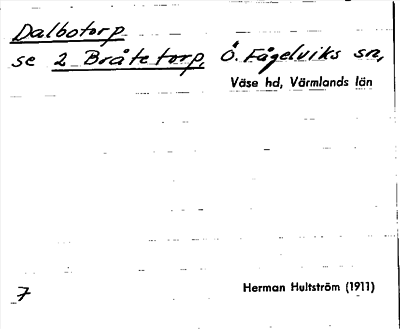 Dalbotorp
se 2 Bråtetorp, Ö. Fågelviks sn,
Väse hd, Värmlands län
7
Herman Hultström (1911)